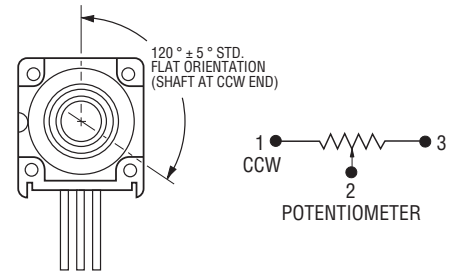 120 ° ± 5 ° STD.
FLAT ORIENTATION
(SHAFT AT CCW END)
1
3
CCW
2
POTENTIOMETER